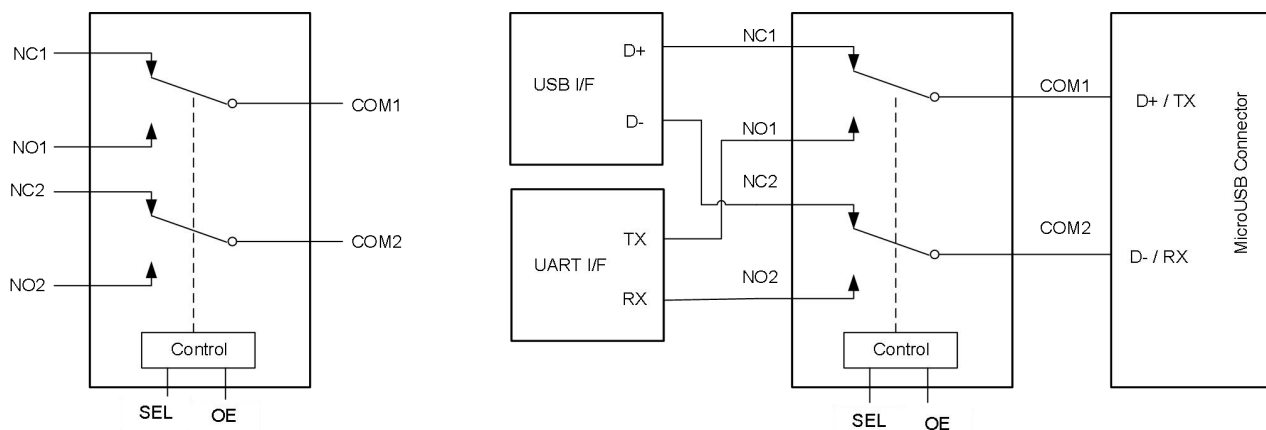 NC1
COM1
NO1
NC2
COM2
NO2
Control
SEL
OE
USB I/F
D+
D-
UART I/F
TX
RX
NC1
NO1
NC2
NO2
Control
SEL
OE
COM1
COM2
D+ / TX
D- / RX
MicroUSB Connector